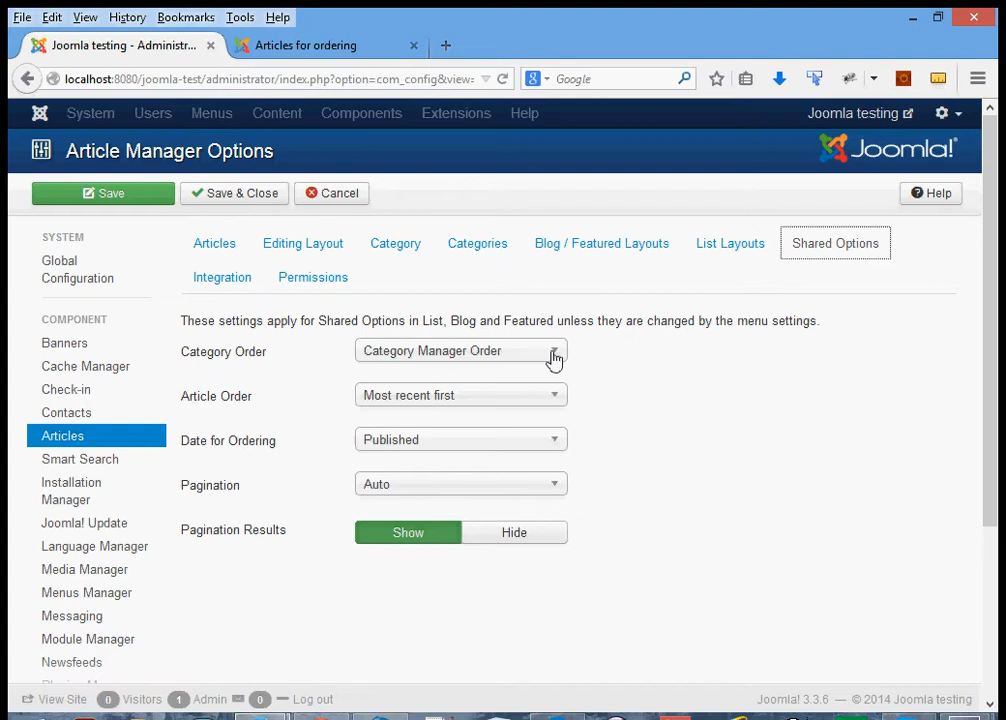 File Edit View History Bookmarks Tools Help
Joomla testing - Administr... Articles for ordering
localhost:8080/joomla-test/administrator/index.php?option=com_config&view= Google
System Users Menus Content Components Extensions Help Joomla testing
Article Manager Options Joomla!
Save Save & Close Cancel Help
SYSTEM
Global
Configuration
COMPONENT
Banners
Cache Manager
Check-in
Contacts
Articles
Smart Search
Installation
Manager
Joomla! Update
Language Manager
Media Manager
Menus Manager
Messaging
Module Manager
Newsfeeds
Articles Editing Layout Category Categories Blog / Featured Layouts List Layouts Shared Options
Integration Permissions
These settings apply for Shared Options in List, Blog and Featured unless they are changed by the menu settings.
Category Order Category Manager Order
Article Order Most recent first
Date for Ordering Published
Pagination Auto
Pagination Results Show Hide
View Site 0 Visitors 1 Admin 0 Log out Joomla! 3.3.6 — © 2014 Joomla testing